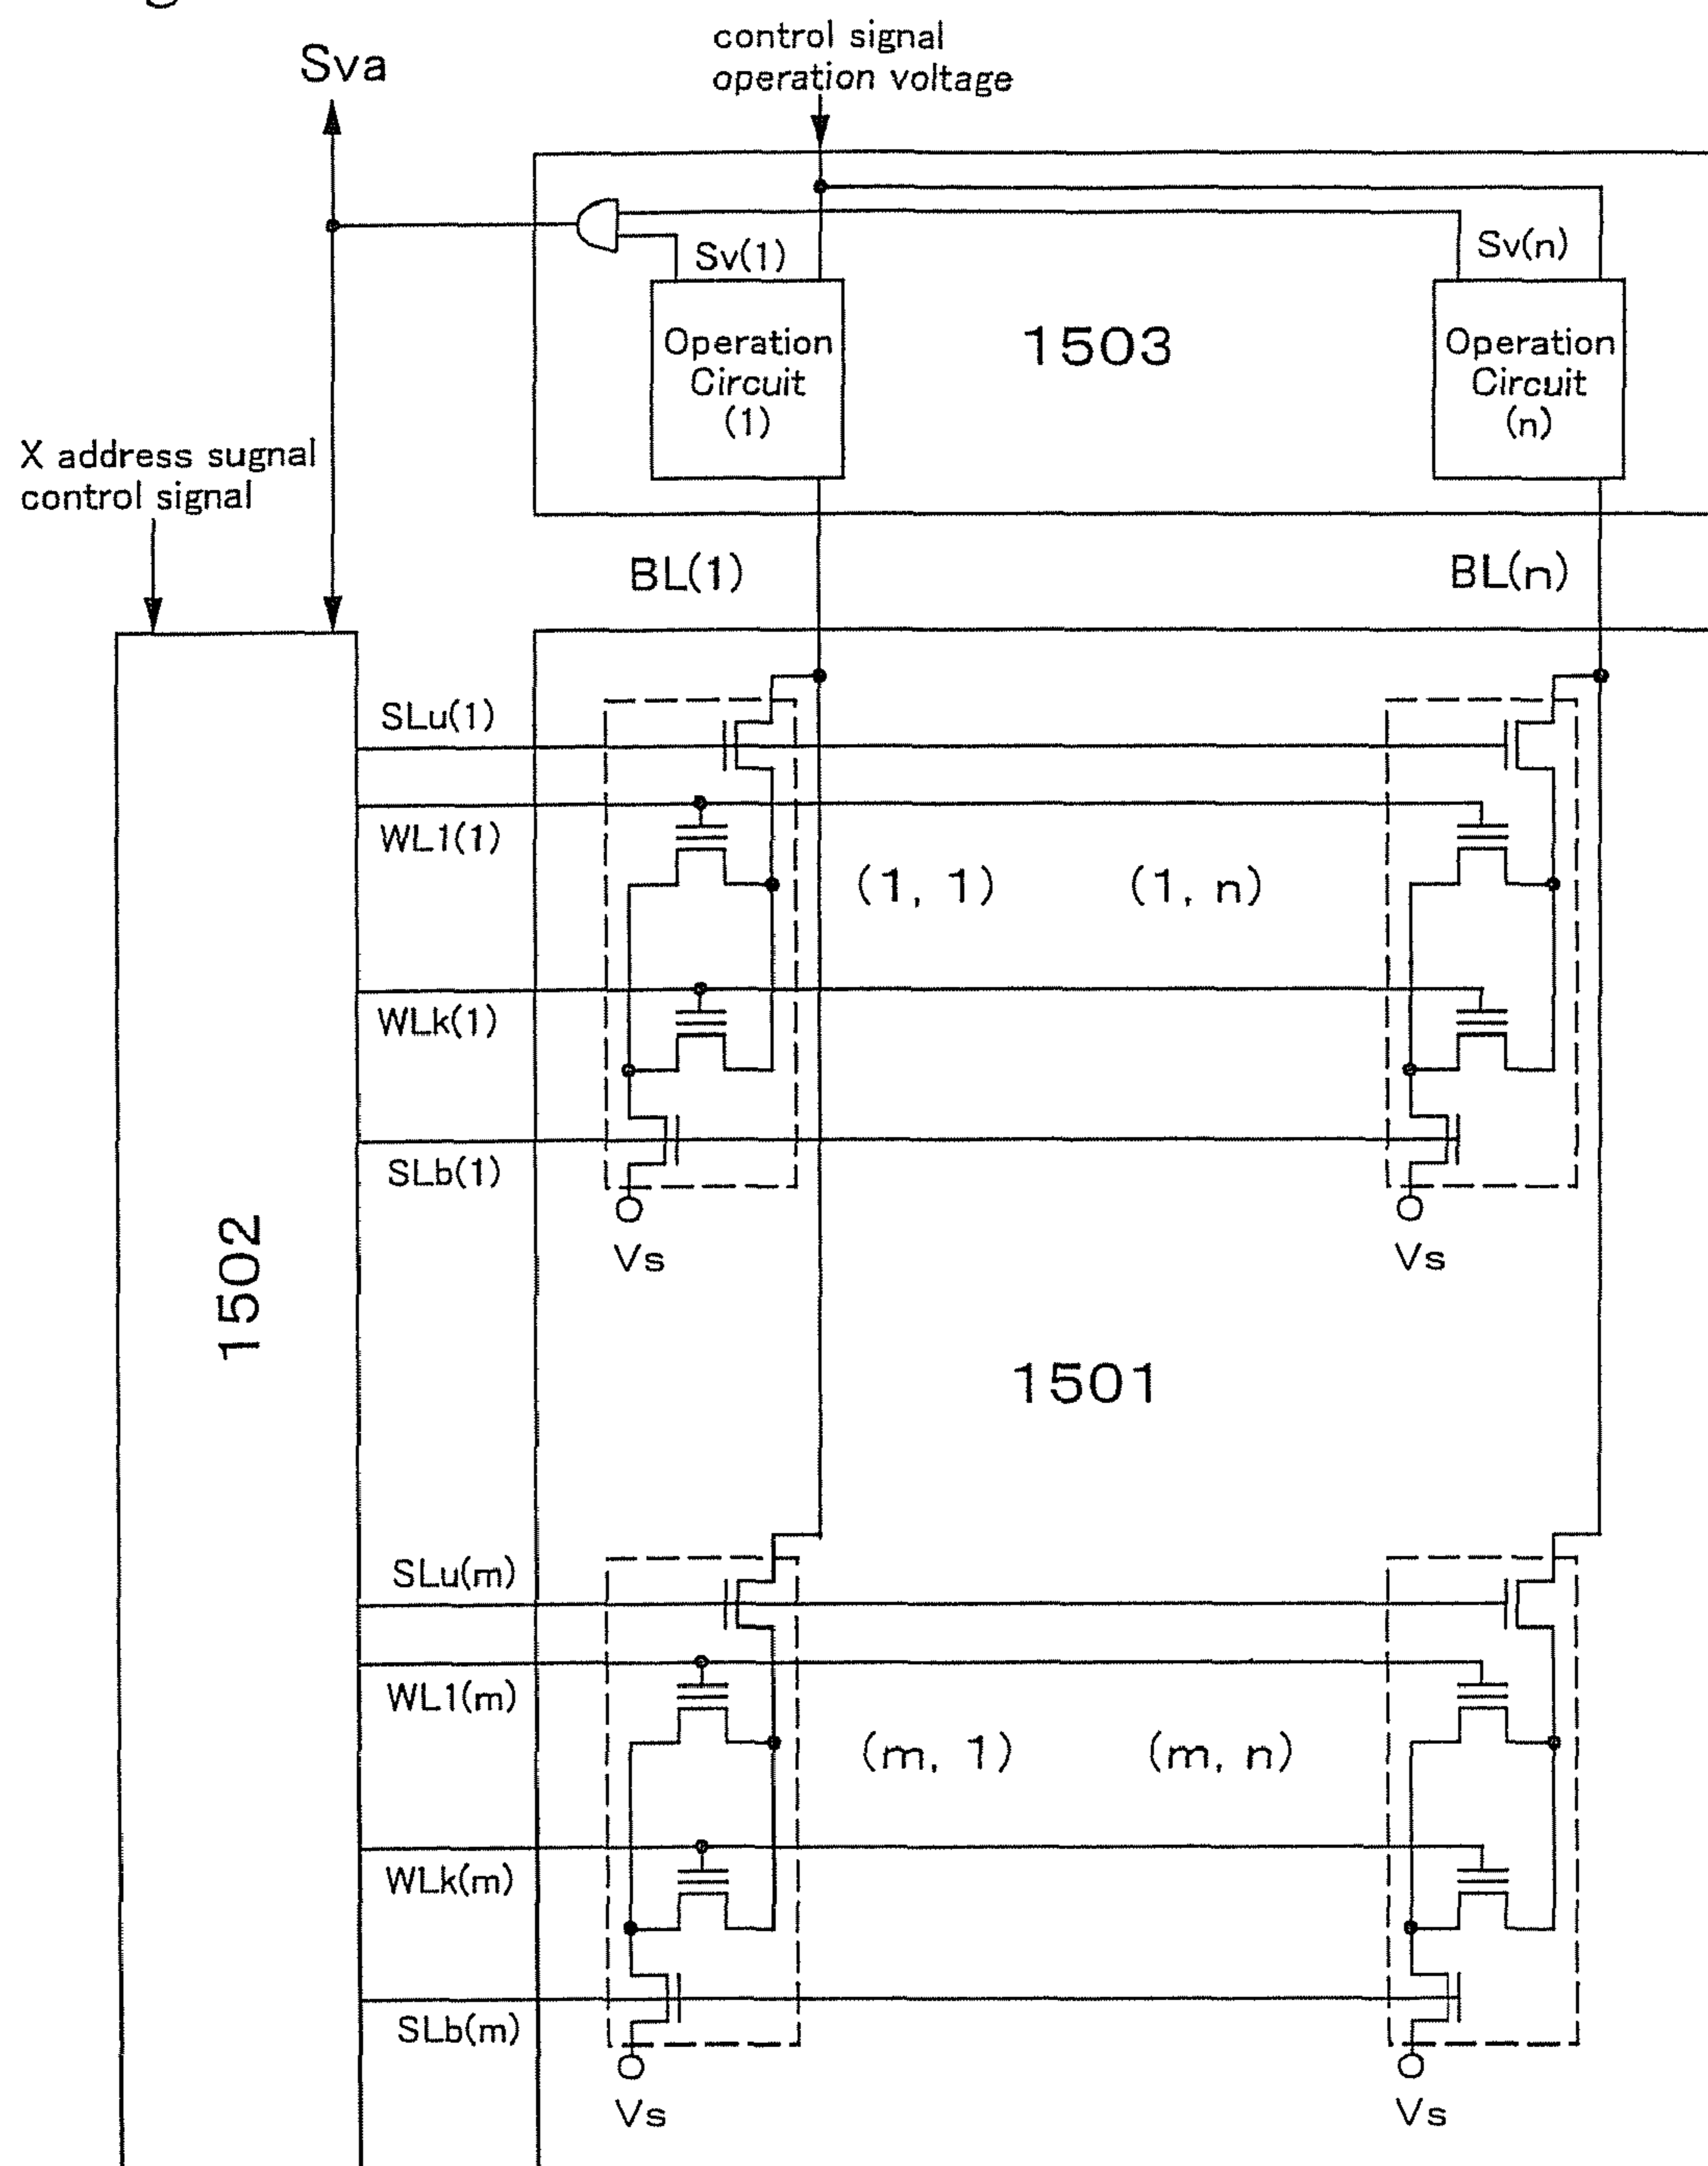 Sva
control signal
operation voltage
Sv(1)
Sv(n)
Operation
Circuit
(1)
1503
Operation
Circuit
(n)
X address sugnal
control signal
BL(1)
BL(n)
SLu(1)
WL1(1)
(1, 1)
(1, n)
WLk(1)
SLb(1)
Vs
Vs
1502
1501
SLu(m)
WL1(m)
(m, 1)
(m, n)
WLk(m)
SLb(m)
Vs
Vs